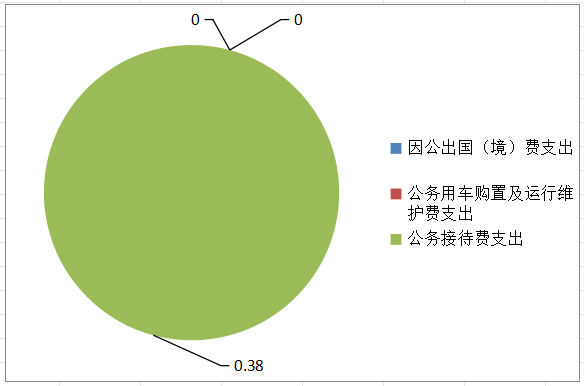 0
0
因公出国（境）费支出
公务用车购置及运行维
护费支出
公务接待费支出
0.38